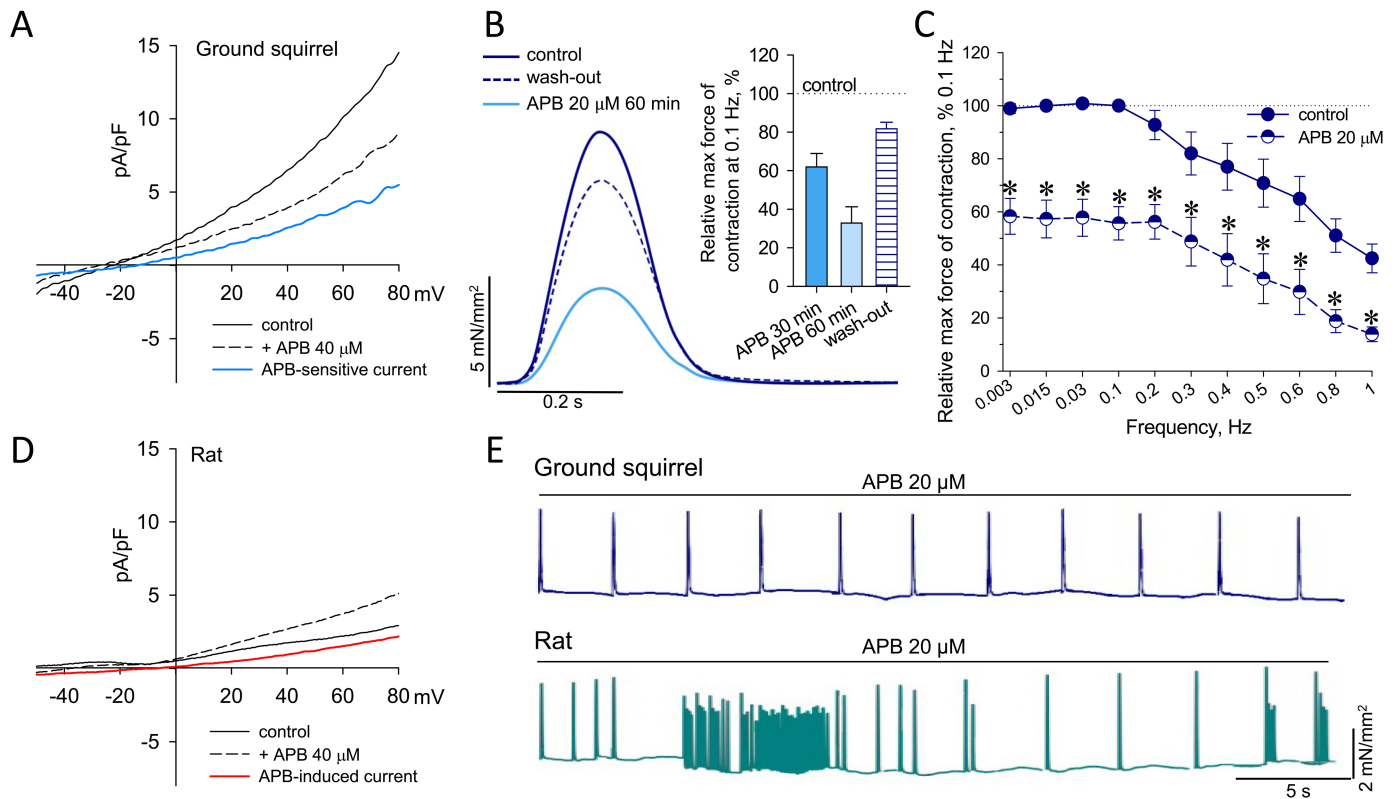 A
Ground squirrel
15
10
5
-5
pA/pF
-40
-20
20
40
60
80
mV
control
+ APB 40 μM
APB-sensitive current
B
control
wash-out
APB 20 μM 60 min
5 mN/mm²
0.2 s
Relative max force of
contraction at 0.1 Hz, %
120
100
80
60
40
20
0
control
APB 30 min
APB 60 min
wash-out
C
Relative max force of contraction, % 0.1 Hz
120
100
80
60
40
20
0
control
APB 20 μM
* * * * * * * * * * *
0.003
0.015
0.03
0.1
0.2
0.3
0.4
0.5
0.6
0.8
1
Frequency, Hz
D
Rat
15
10
5
-5
pA/pF
-40
-20
20
40
60
80
mV
control
+ APB 40 μM
APB-induced current
E
Ground squirrel
APB 20 μM
Rat
APB 20 μM
2 mN/mm²
5 s